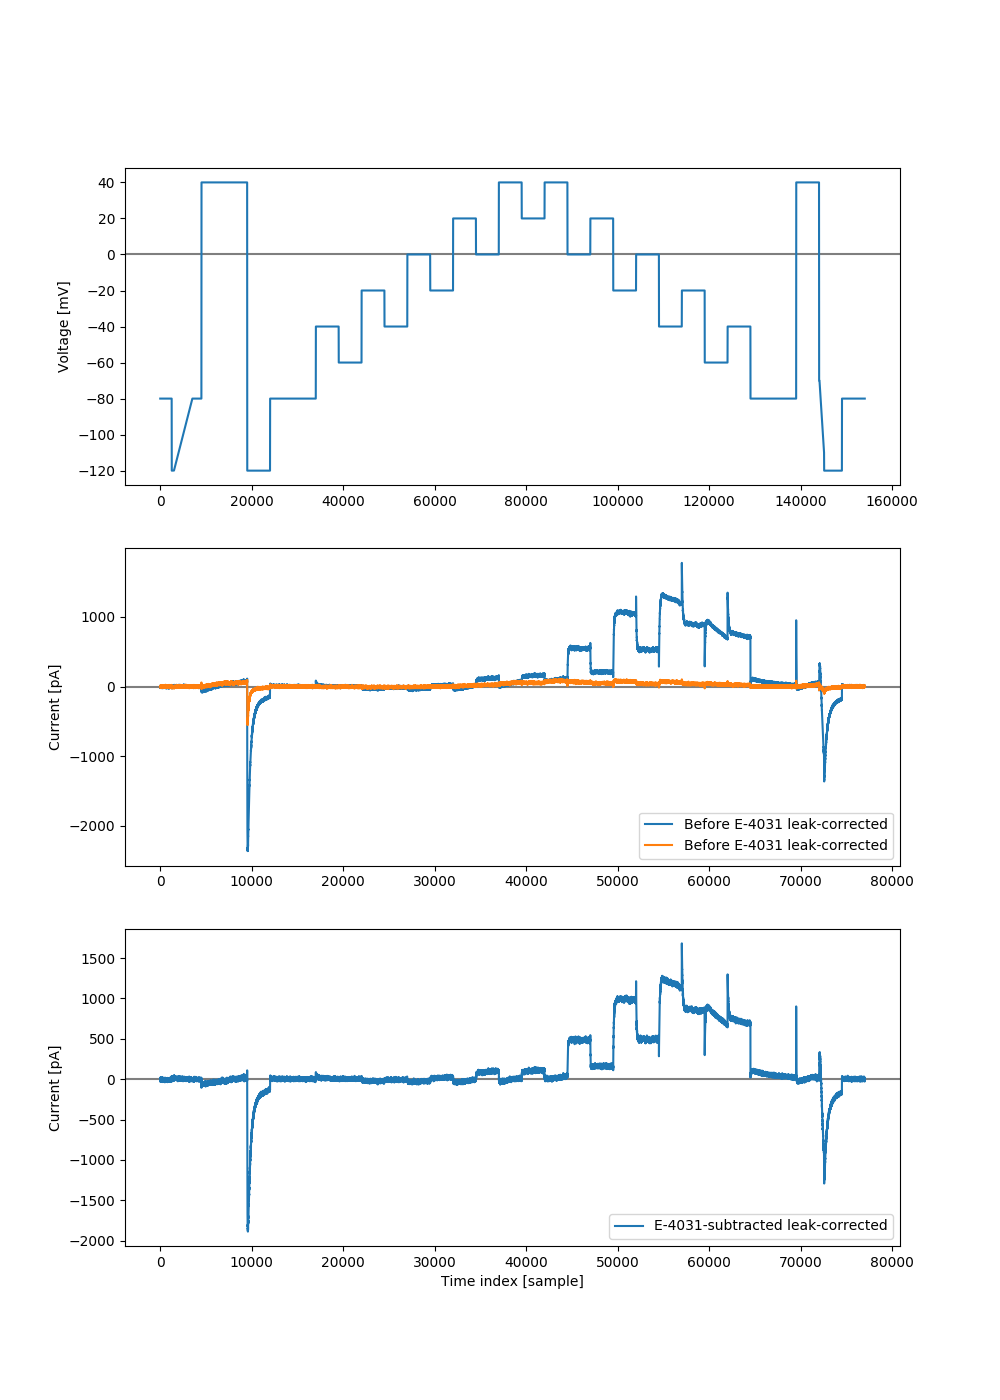 40
20
0
−20
−40
−60
−80
−100
−120
Voltage [mV]
0 20000 40000 60000 80000 100000 120000 140000 160000
1000
0
−1000
−2000
Current [pA]
Before E-4031 leak-corrected
Before E-4031 leak-corrected
0 10000 20000 30000 40000 50000 60000 70000 80000
1500
1000
500
0
−500
−1000
−1500
−2000
Current [pA]
E-4031-subtracted leak-corrected
0 10000 20000 30000 40000 50000 60000 70000 80000
Time index [sample]